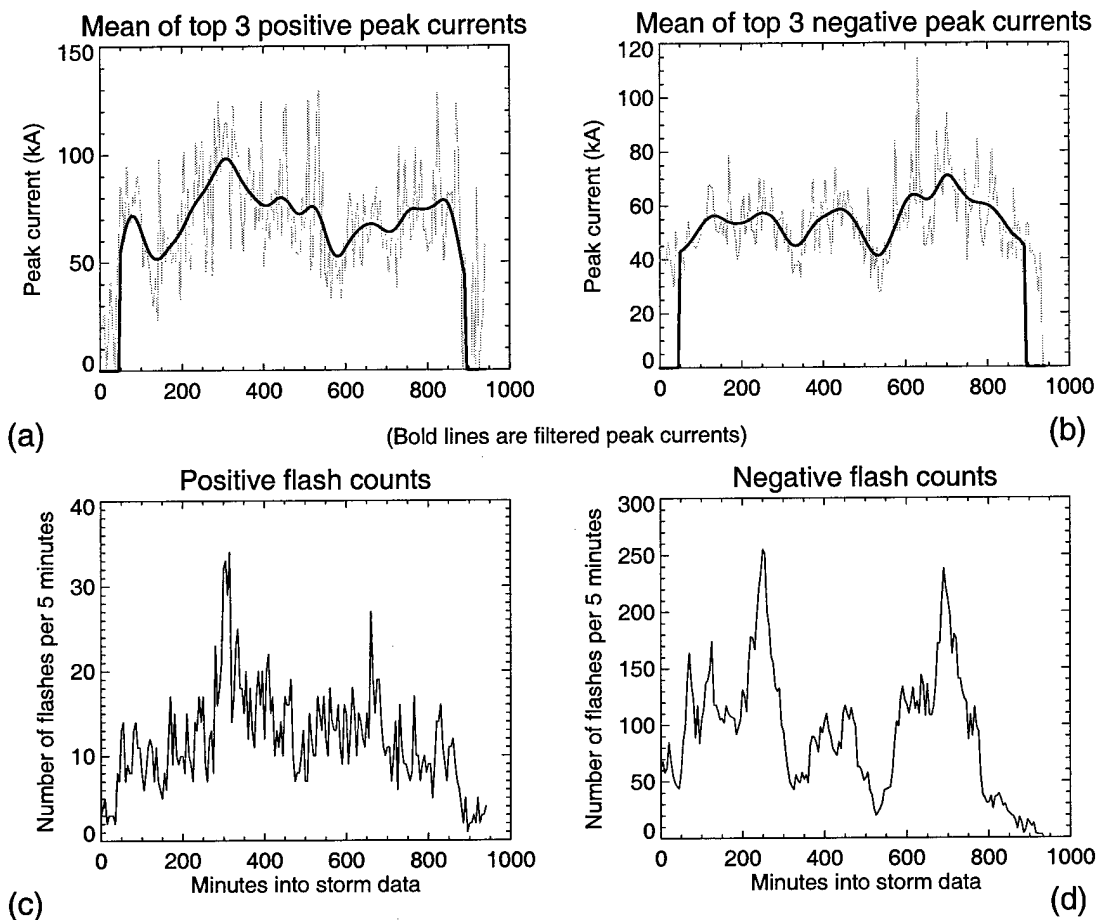 Mean of top 3 positive peak currents
150
100
50
0
Peak current (kA)
0 200 400 600 800 1000
(a)
Mean of top 3 negative peak currents
120
100
80
60
40
20
0
Peak current (kA)
0 200 400 600 800 1000
(b)
(Bold lines are filtered peak currents)
Positive flash counts
40
30
20
10
0
Number of flashes per 5 minutes
0 200 400 600 800 1000
Minutes into storm data
(c)
Negative flash counts
300
250
200
150
100
50
0
Number of flashes per 5 minutes
0 200 400 600 800 1000
Minutes into storm data
(d)